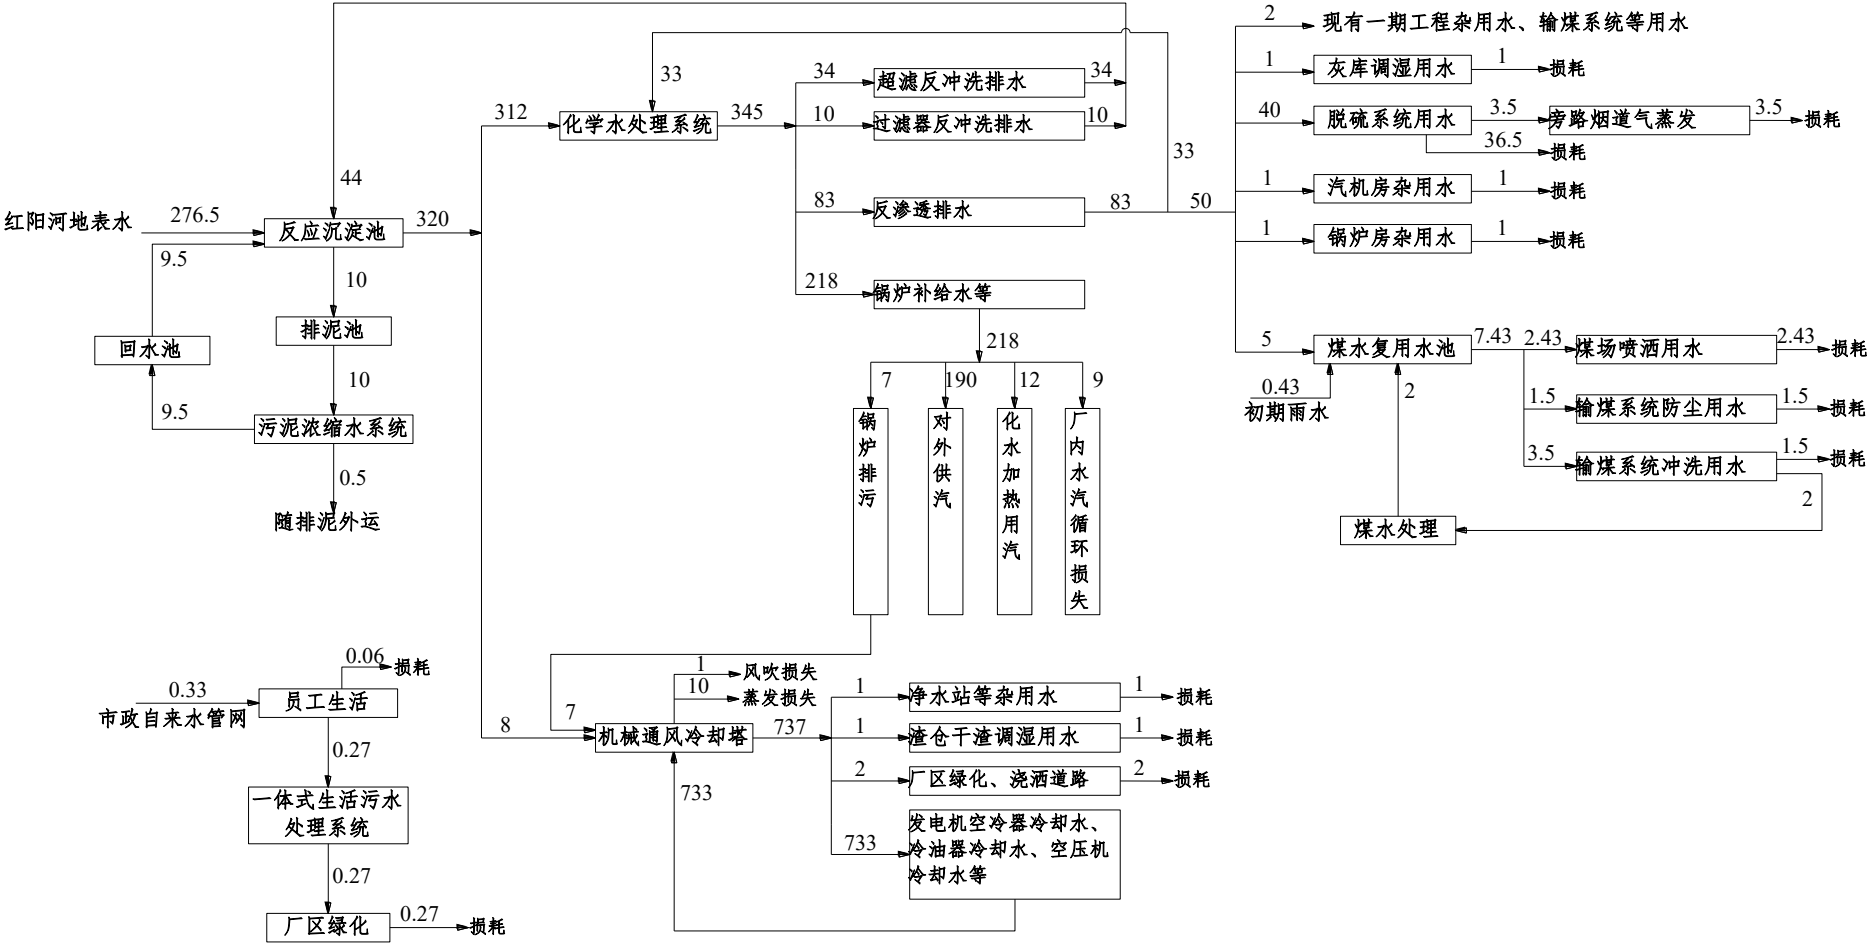 红阳河地表水
276.5
反应沉淀池
320
44
9.5
10
回水池
排泥池
9.5
10
污泥浓缩水系统
0.5
随排泥外运
312
化学水处理系统
345
33
34
超滤反冲洗排水
34
10
过滤器反冲洗排水
10
83
反渗透排水
83
33
50
218
锅炉补给水等
218
7
190
12
9
锅炉排污
对外供汽
化水加热用汽
厂内水汽循环损失
2
现有一期工程杂用水、输煤系统等用水
1
灰库调湿用水
1
损耗
40
脱硫系统用水
3.5
旁路烟道气蒸发
3.5
损耗
36.5
损耗
1
汽机房杂用水
1
损耗
1
锅炉房杂用水
1
损耗
5
煤水复用水池
7.43
2.43
煤场喷洒用水
2.43
损耗
0.43
初期雨水
2
1.5
输煤系统防尘用水
1.5
损耗
3.5
输煤系统冲洗用水
1.5
损耗
2
煤水处理
0.33
市政自来水管网
员工生活
0.06
损耗
0.27
一体式生活污水
处理系统
0.27
厂区绿化
0.27
损耗
8
7
机械通风冷却塔
1
风吹损失
10
蒸发损失
737
733
1
净水站等杂用水
1
损耗
1
渣仓干渣调湿用水
1
损耗
2
厂区绿化、浇洒道路
2
损耗
733
发电机空冷器冷却水、
冷油器冷却水、空压机
冷却水等